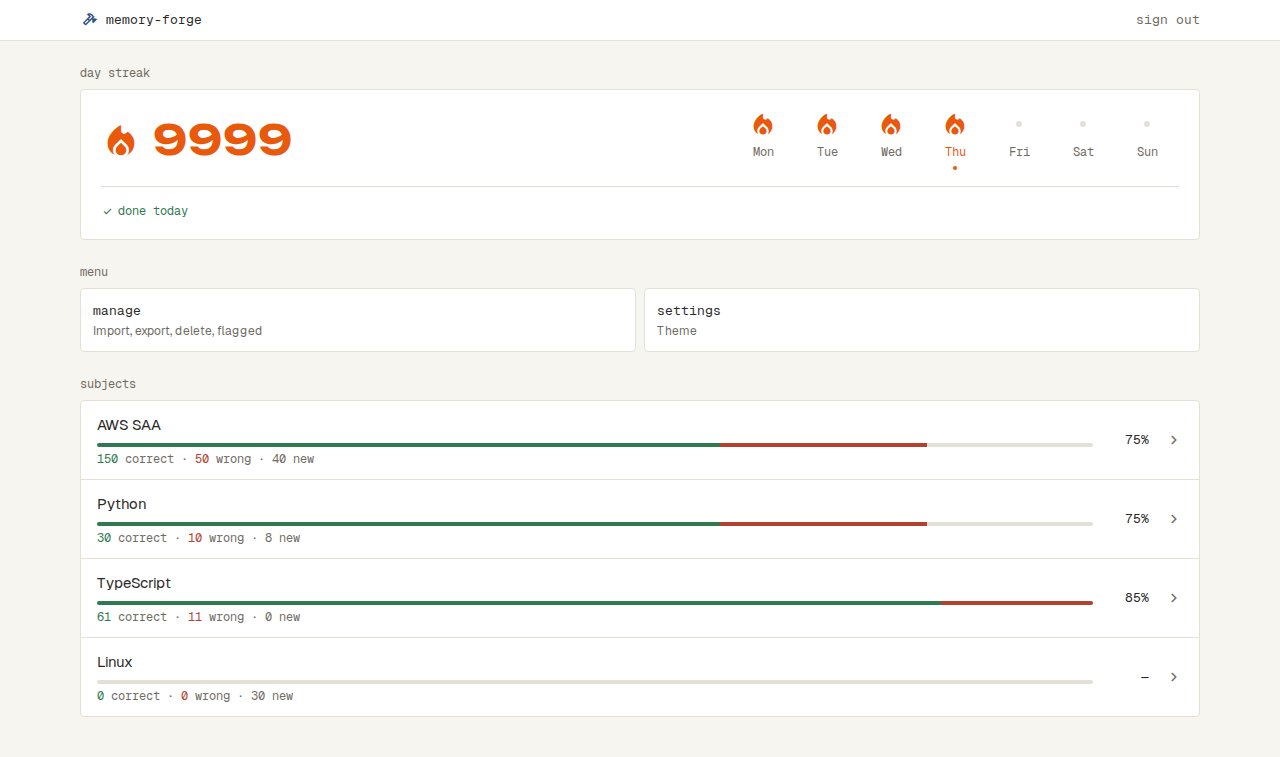 memory-forge
sign out
day streak
9999
Mon Tue Wed Thu Fri Sat Sun
✓ done today
menu
manage
Import, export, delete, flagged
settings
Theme
subjects
AWS SAA
75%
150 correct · 50 wrong · 40 new
Python
75%
30 correct · 10 wrong · 8 new
TypeScript
85%
61 correct · 11 wrong · 0 new
Linux
—
0 correct · 0 wrong · 30 new